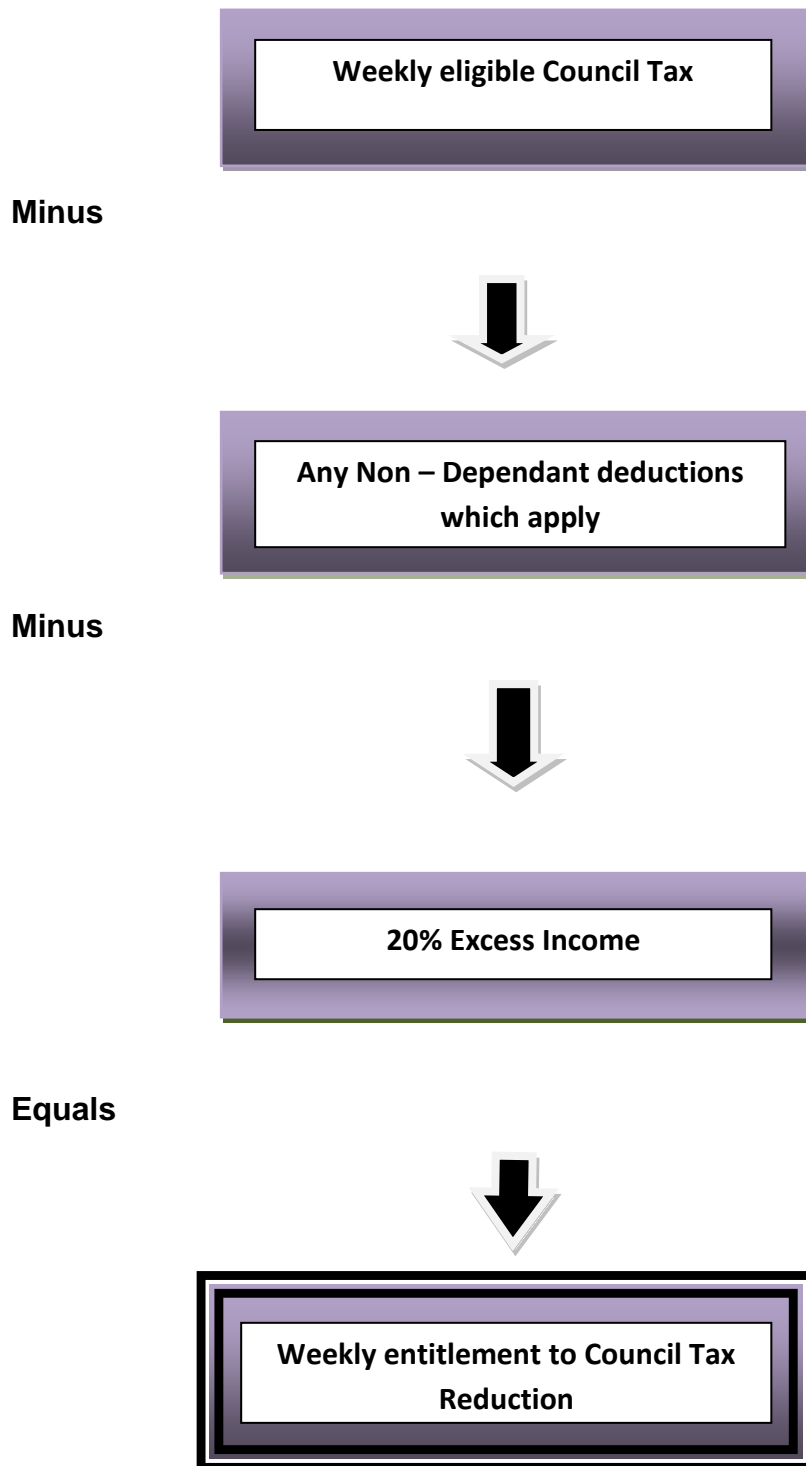 Weekly eligible Council Tax
Minus
Any Non – Dependant deductions
which apply
Minus
20% Excess Income
Equals
Weekly entitlement to Council Tax
Reduction